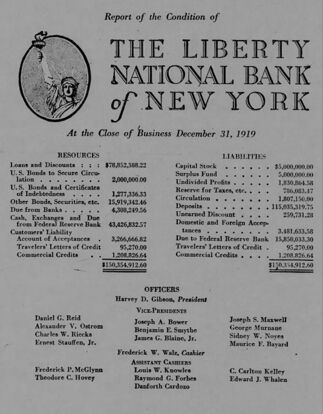 Report of the Condition of
THE LIBERTY
NATIONAL BANK
of NEW YORK
At the Close of Business December 31, 1919
RESOURCES
Loans and Discounts : : : $78,852,388.22
U.S. Bonds to Secure Circu-
lation . . . . . . . . 2,000,000.00
U.S. Bonds and Certificates
of Indebtedness . . . . 1,277,336.33
Other Bonds, Securities, etc. 15,919,342.46
Due from Banks . . . . . 4,308,249.56
Cash, Exchanges and Due
from Federal Reserve Bank 43,426,832.57
Customers' Liability
Account of Acceptances . 3,266,666.82
Travelers' Letters of Credit 95,270.00
Commercial Credits . . 1,208,826.64
$150,354,912.60
LIABILITIES
Capital Stock . . . . . . $5,000,000.00
Surplus Fund . . . . . . 5,000,000.00
Undivided Profits . . . . 1,830,864.58
Reserve for Taxes, etc. . . . 786,083.47
Circulation . . . . . . . 1,807,150.00
Deposits . . . . . . . . 115,035,319.75
Unearned Discount . . . . 259,731.28
Domestic and Foreign Accep-
tances . . . . . . . . 3,481,633.58
Due to Federal Reserve Bank 15,850,033.30
Travelers' Letters of Credit 95,270.00
Commercial Credits . . . . 1,208,826.64
$150,354,912.60
OFFICERS
Harvey D. Gibson, President
VICE-PRESIDENTS
Daniel G. Reid
Alexander V. Ostrom
Charles W. Riecks
Ernest Stauffen, Jr.
Joseph A. Bower
Benjamin E. Smythe
James G. Blaine, Jr.
Joseph S. Maxwell
George Murnane
Sidney W. Noyes
Maurice F. Bayard
Frederick W. Walz, Cashier
ASSISTANT CASHIERS
Frederick P. McGlynn
Theodore C. Hovey
Louis W. Knowles
Raymond G. Forbes
Danforth Cardozo
C. Carlton Kelley
Edward J. Whalen